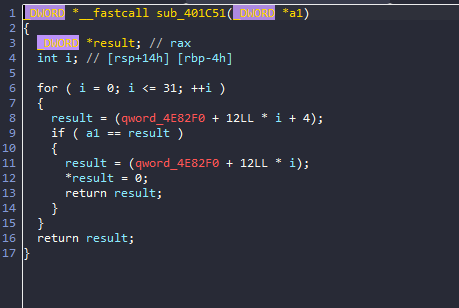 1 _DWORD *__fastcall sub_401C51(_DWORD *a1)
2 {
3   _DWORD *result; // rax
4   int i; // [rsp+14h] [rbp-4h]
5
6   for ( i = 0; i <= 31; ++i )
7   {
8     result = (qword_4E82F0 + 12LL * i + 4);
9     if ( a1 == result )
10     {
11       result = (qword_4E82F0 + 12LL * i);
12       *result = 0;
13       return result;
14     }
15   }
16   return result;
17 }